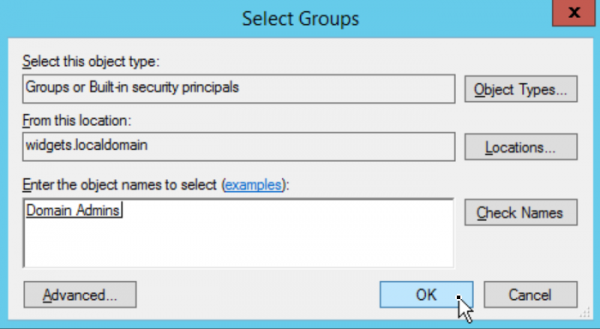 Select Groups
x
Select this object type:
Groups or Built-in security principals
Object Types...
From this location:
widgets.localdomain
Locations...
Enter the object names to select (examples):
Domain Admins
Check Names
Advanced...
OK
Cancel